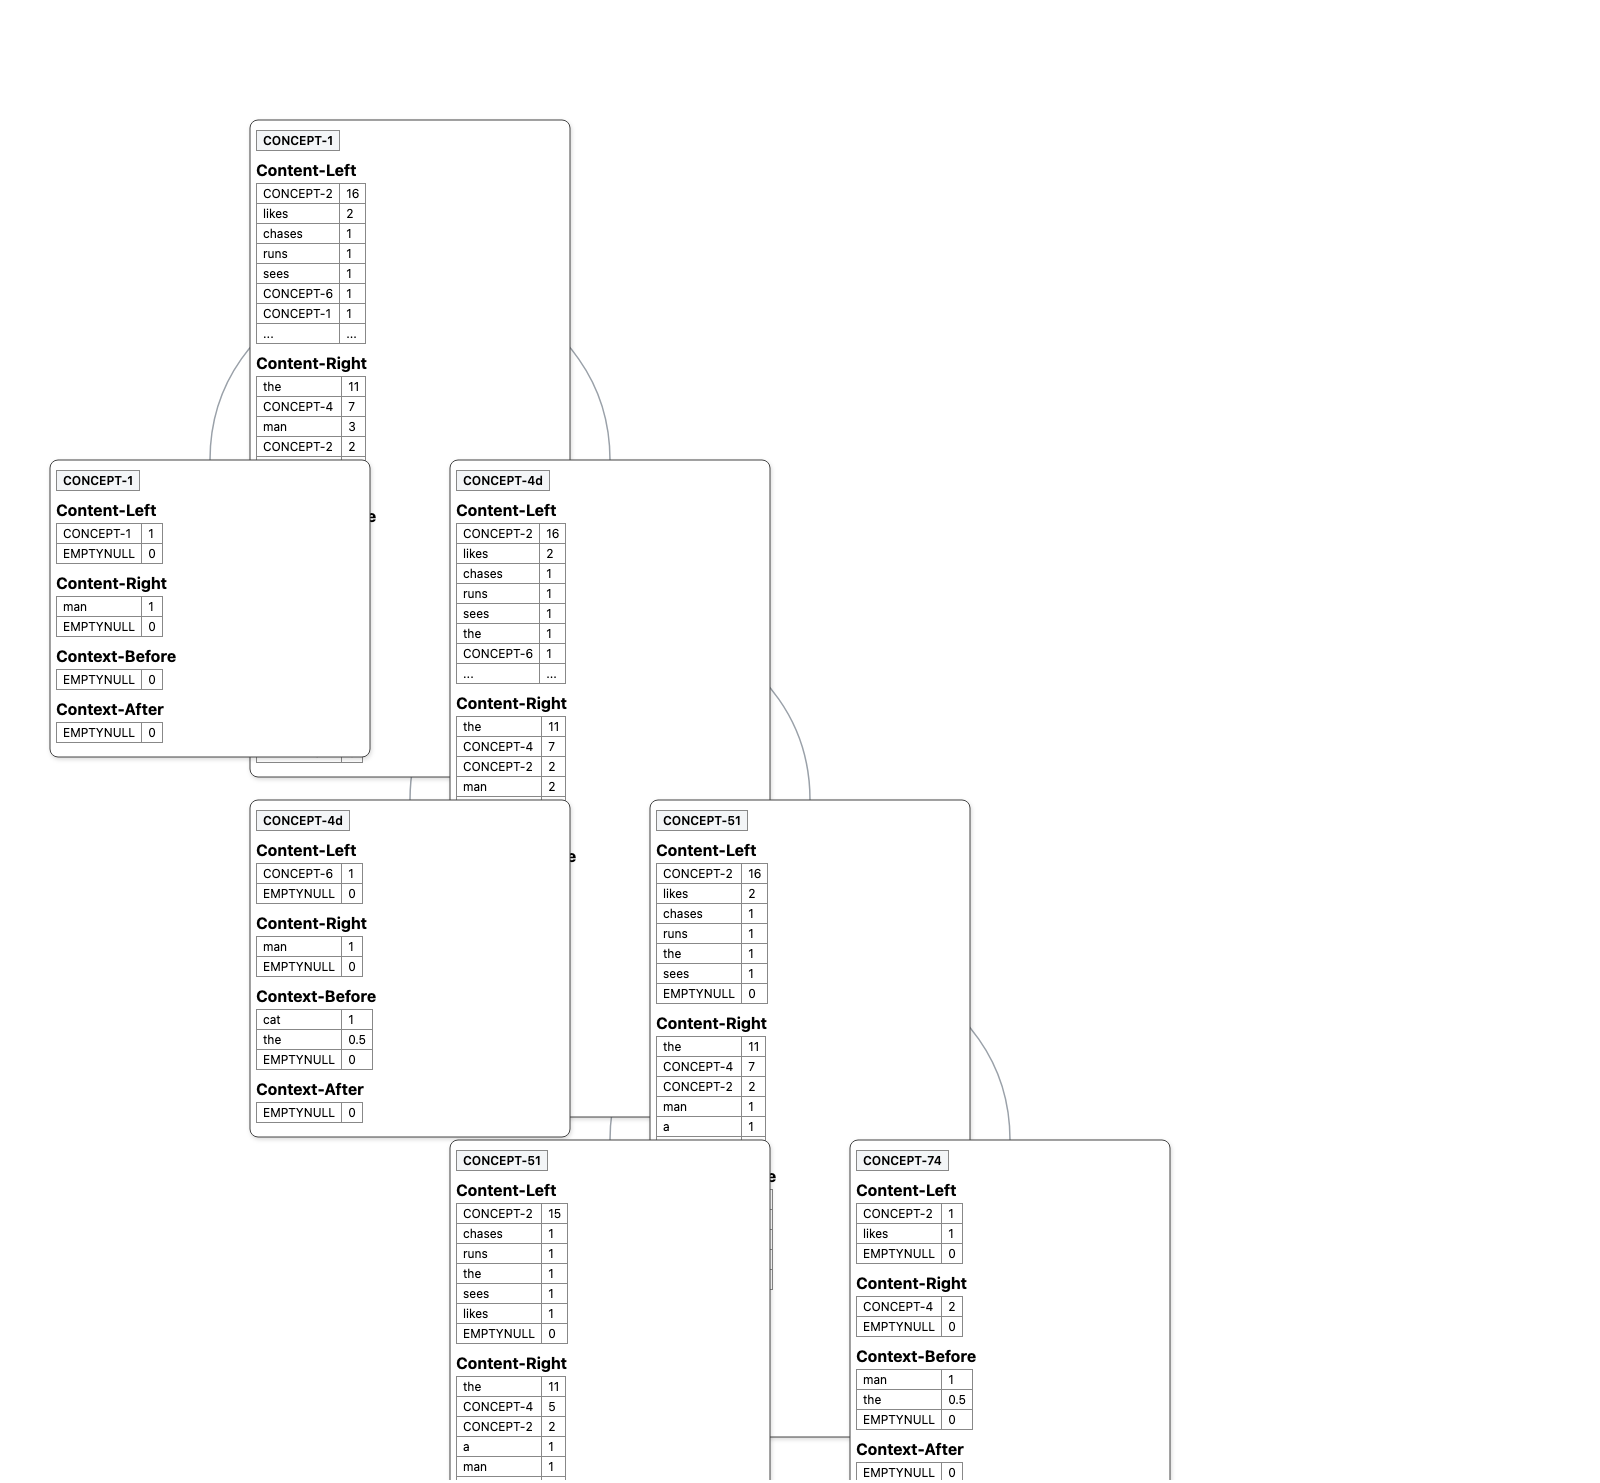 CONCEPT-1
Content-Left
CONCEPT-2 16
likes 2
chases 1
runs 1
sees 1
CONCEPT-6 1
CONCEPT-1 1
... ...
Content-Right
the 11
CONCEPT-4 7
man 3
CONCEPT-2 2
e
CONCEPT-1
Content-Left
CONCEPT-1 1
EMPTYNULL 0
Content-Right
man 1
EMPTYNULL 0
Context-Before
EMPTYNULL 0
Context-After
EMPTYNULL 0
CONCEPT-4d
Content-Left
CONCEPT-2 16
likes 2
chases 1
runs 1
sees 1
the 1
CONCEPT-6 1
... ...
Content-Right
the 11
CONCEPT-4 7
CONCEPT-2 2
man 2
e
CONCEPT-4d
Content-Left
CONCEPT-6 1
EMPTYNULL 0
Content-Right
man 1
EMPTYNULL 0
Context-Before
cat 1
the 0.5
EMPTYNULL 0
Context-After
EMPTYNULL 0
CONCEPT-51
Content-Left
CONCEPT-2 16
likes 2
chases 1
runs 1
the 1
sees 1
EMPTYNULL 0
Content-Right
the 11
CONCEPT-4 7
CONCEPT-2 2
man 1
a 1
e
CONCEPT-51
Content-Left
CONCEPT-2 15
chases 1
runs 1
the 1
sees 1
likes 1
EMPTYNULL 0
Content-Right
the 11
CONCEPT-4 5
CONCEPT-2 2
a 1
man 1
CONCEPT-74
Content-Left
CONCEPT-2 1
likes 1
EMPTYNULL 0
Content-Right
CONCEPT-4 2
EMPTYNULL 0
Context-Before
man 1
the 0.5
EMPTYNULL 0
Context-After
EMPTYNULL 0